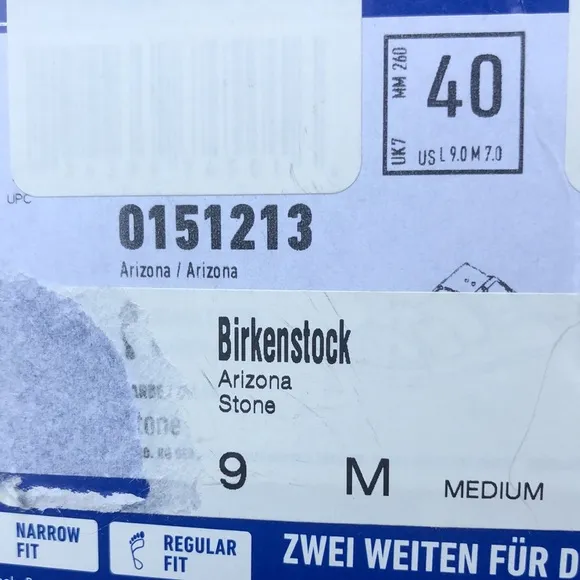 MM 260
40
UK7
US L 9.0 M 7.0
UPC
0151213
Arizona / Arizona
Birkenstock
Arizona
Stone
tone
9 M MEDIUM
NARROW
FIT
REGULAR
FIT
ZWEI WEITEN FÜR D